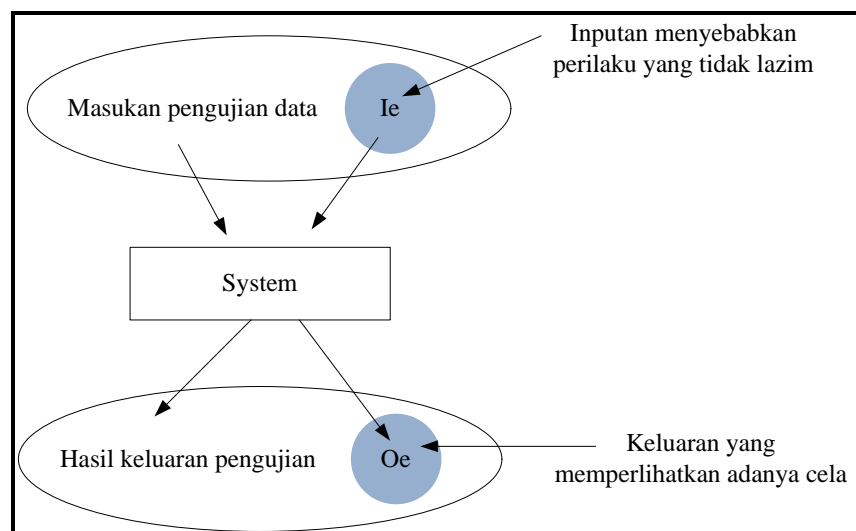 Inputan menyebabkan
perilaku yang tidak lazim
Masukan pengujian data
Ie
System
Hasil keluaran pengujian
Oe
Keluaran yang
memperlihatkan adanya cela